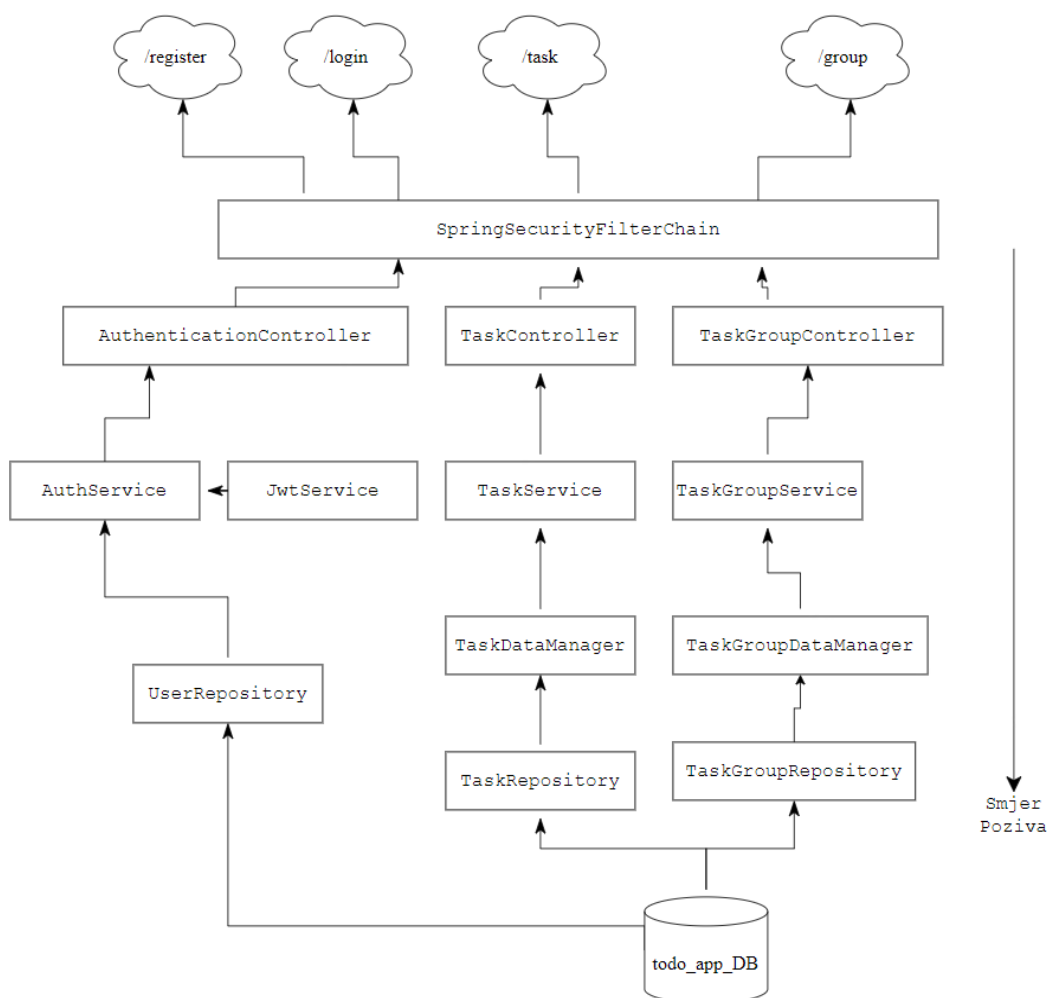 /register
/login
/task
/group
SpringSecurityFilterChain
AuthenticationController
TaskController
TaskGroupController
AuthService
JwtService
TaskService
TaskGroupService
TaskDataManager
TaskGroupDataManager
UserRepository
TaskRepository
TaskGroupRepository
Smjer
Poziva
todo_app_DB